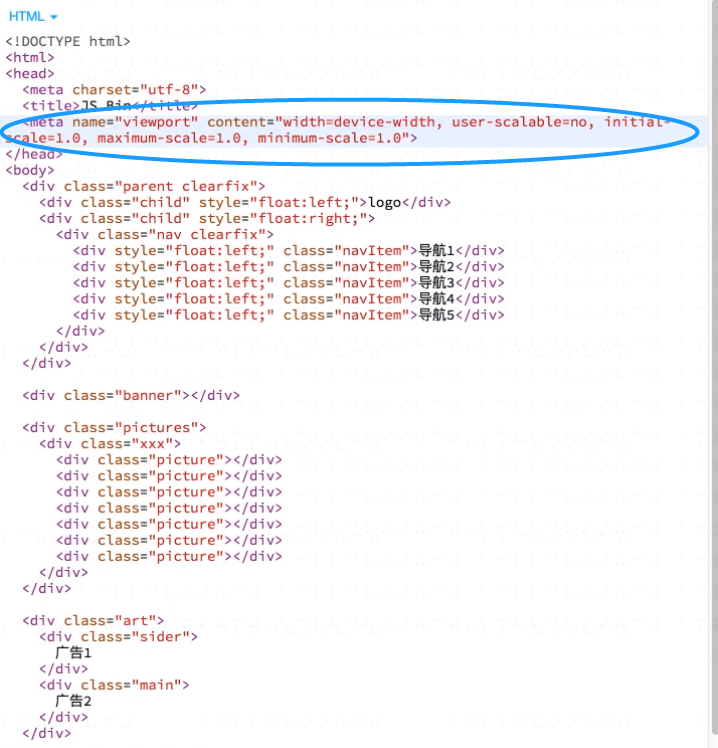 HTML
<!DOCTYPE html>
<html>
<head>
<meta charset="utf-8">
<title>JS Bin</title>
<meta name="viewport" content="width=device-width, user-scalable=no, initial-
scale=1.0, maximum-scale=1.0, minimum-scale=1.0">
</head>
<body>
<div class="parent clearfix">
<div class="child" style="float:left;">logo</div>
<div class="child" style="float:right;">
<div class="nav clearfix">
<div style="float:left;" class="navItem">导航1</div>
<div style="float:left;" class="navItem">导航2</div>
<div style="float:left;" class="navItem">导航3</div>
<div style="float:left;" class="navItem">导航4</div>
<div style="float:left;" class="navItem">导航5</div>
</div>
</div>
</div>
<div class="banner"></div>
<div class="pictures">
<div class="xxx">
<div class="picture"></div>
<div class="picture"></div>
<div class="picture"></div>
<div class="picture"></div>
<div class="picture"></div>
<div class="picture"></div>
<div class="picture"></div>
</div>
</div>
<div class="art">
<div class="sider">
广告1
</div>
<div class="main">
广告2
</div>
</div>